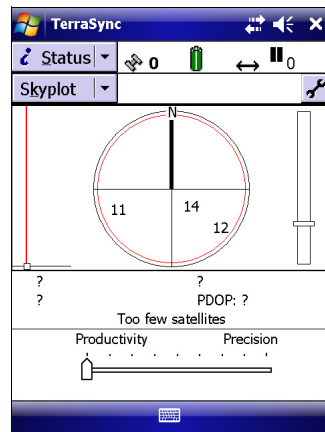 TerraSync
Status 0 0
Skyplot
N
11 14
12
? ?
? PDOP: ?
Too few satellites
Productivity Precision